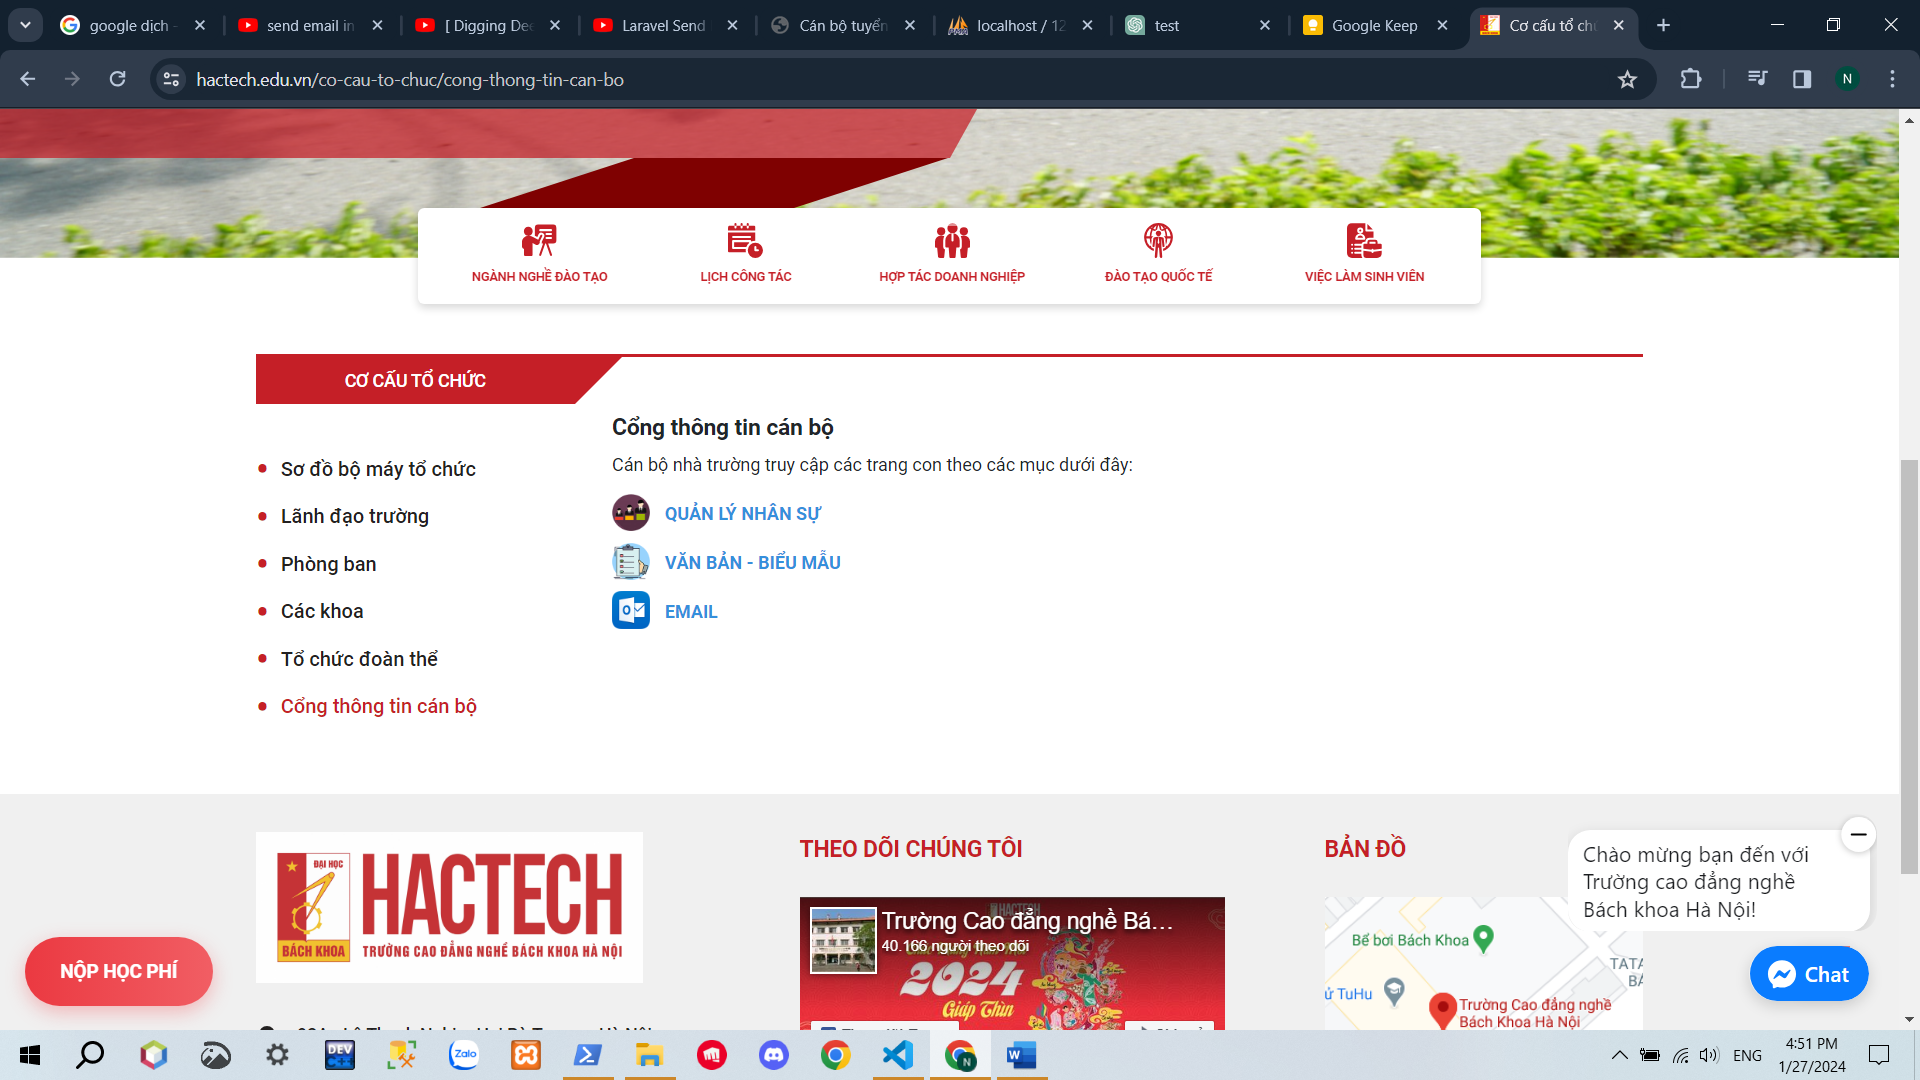 google dịch -
send email in
[ Digging Dee
Laravel Send
Cán bộ tuyển
localhost / 12
test
Google Keep
Cơ cấu tổ ch
hactech.edu.vn/co-cau-to-chuc/cong-thong-tin-can-bo
N
NGÀNH NGHỀ ĐÀO TẠO
LỊCH CÔNG TÁC
HỢP TÁC DOANH NGHIỆP
ĐÀO TẠO QUỐC TẾ
VIỆC LÀM SINH VIÊN
CƠ CẤU TỔ CHỨC
Sơ đồ bộ máy tổ chức
Lãnh đạo trường
Phòng ban
Các khoa
Tổ chức đoàn thể
Cổng thông tin cán bộ
Cổng thông tin cán bộ
Cán bộ nhà trường truy cập các trang con theo các mục dưới đây:
QUẢN LÝ NHÂN SỰ
VĂN BẢN - BIỂU MẪU
EMAIL
ĐẠI HỌC
BÁCH KHOA
HACTECH
TRƯỜNG CAO ĐẲNG NGHỀ BÁCH KHOA HÀ NỘI
NỘP HỌC PHÍ
THEO DÕI CHÚNG TÔI
HACTECH
Trường Cao đẳng nghề Bá...
40.166 người theo dõi
2024
Giáp Thìn
BẢN ĐỒ
Bể bơi Bách Khoa
TATA
BÁ
ử TuHu
Trường Cao đẳng nghề
Bách Khoa Hà Nội
Chào mừng bạn đến với
Trường cao đẳng nghề
Bách khoa Hà Nội!
Chat
DEV
C++
Zalo
N
W
ENG
4:51 PM
1/27/2024